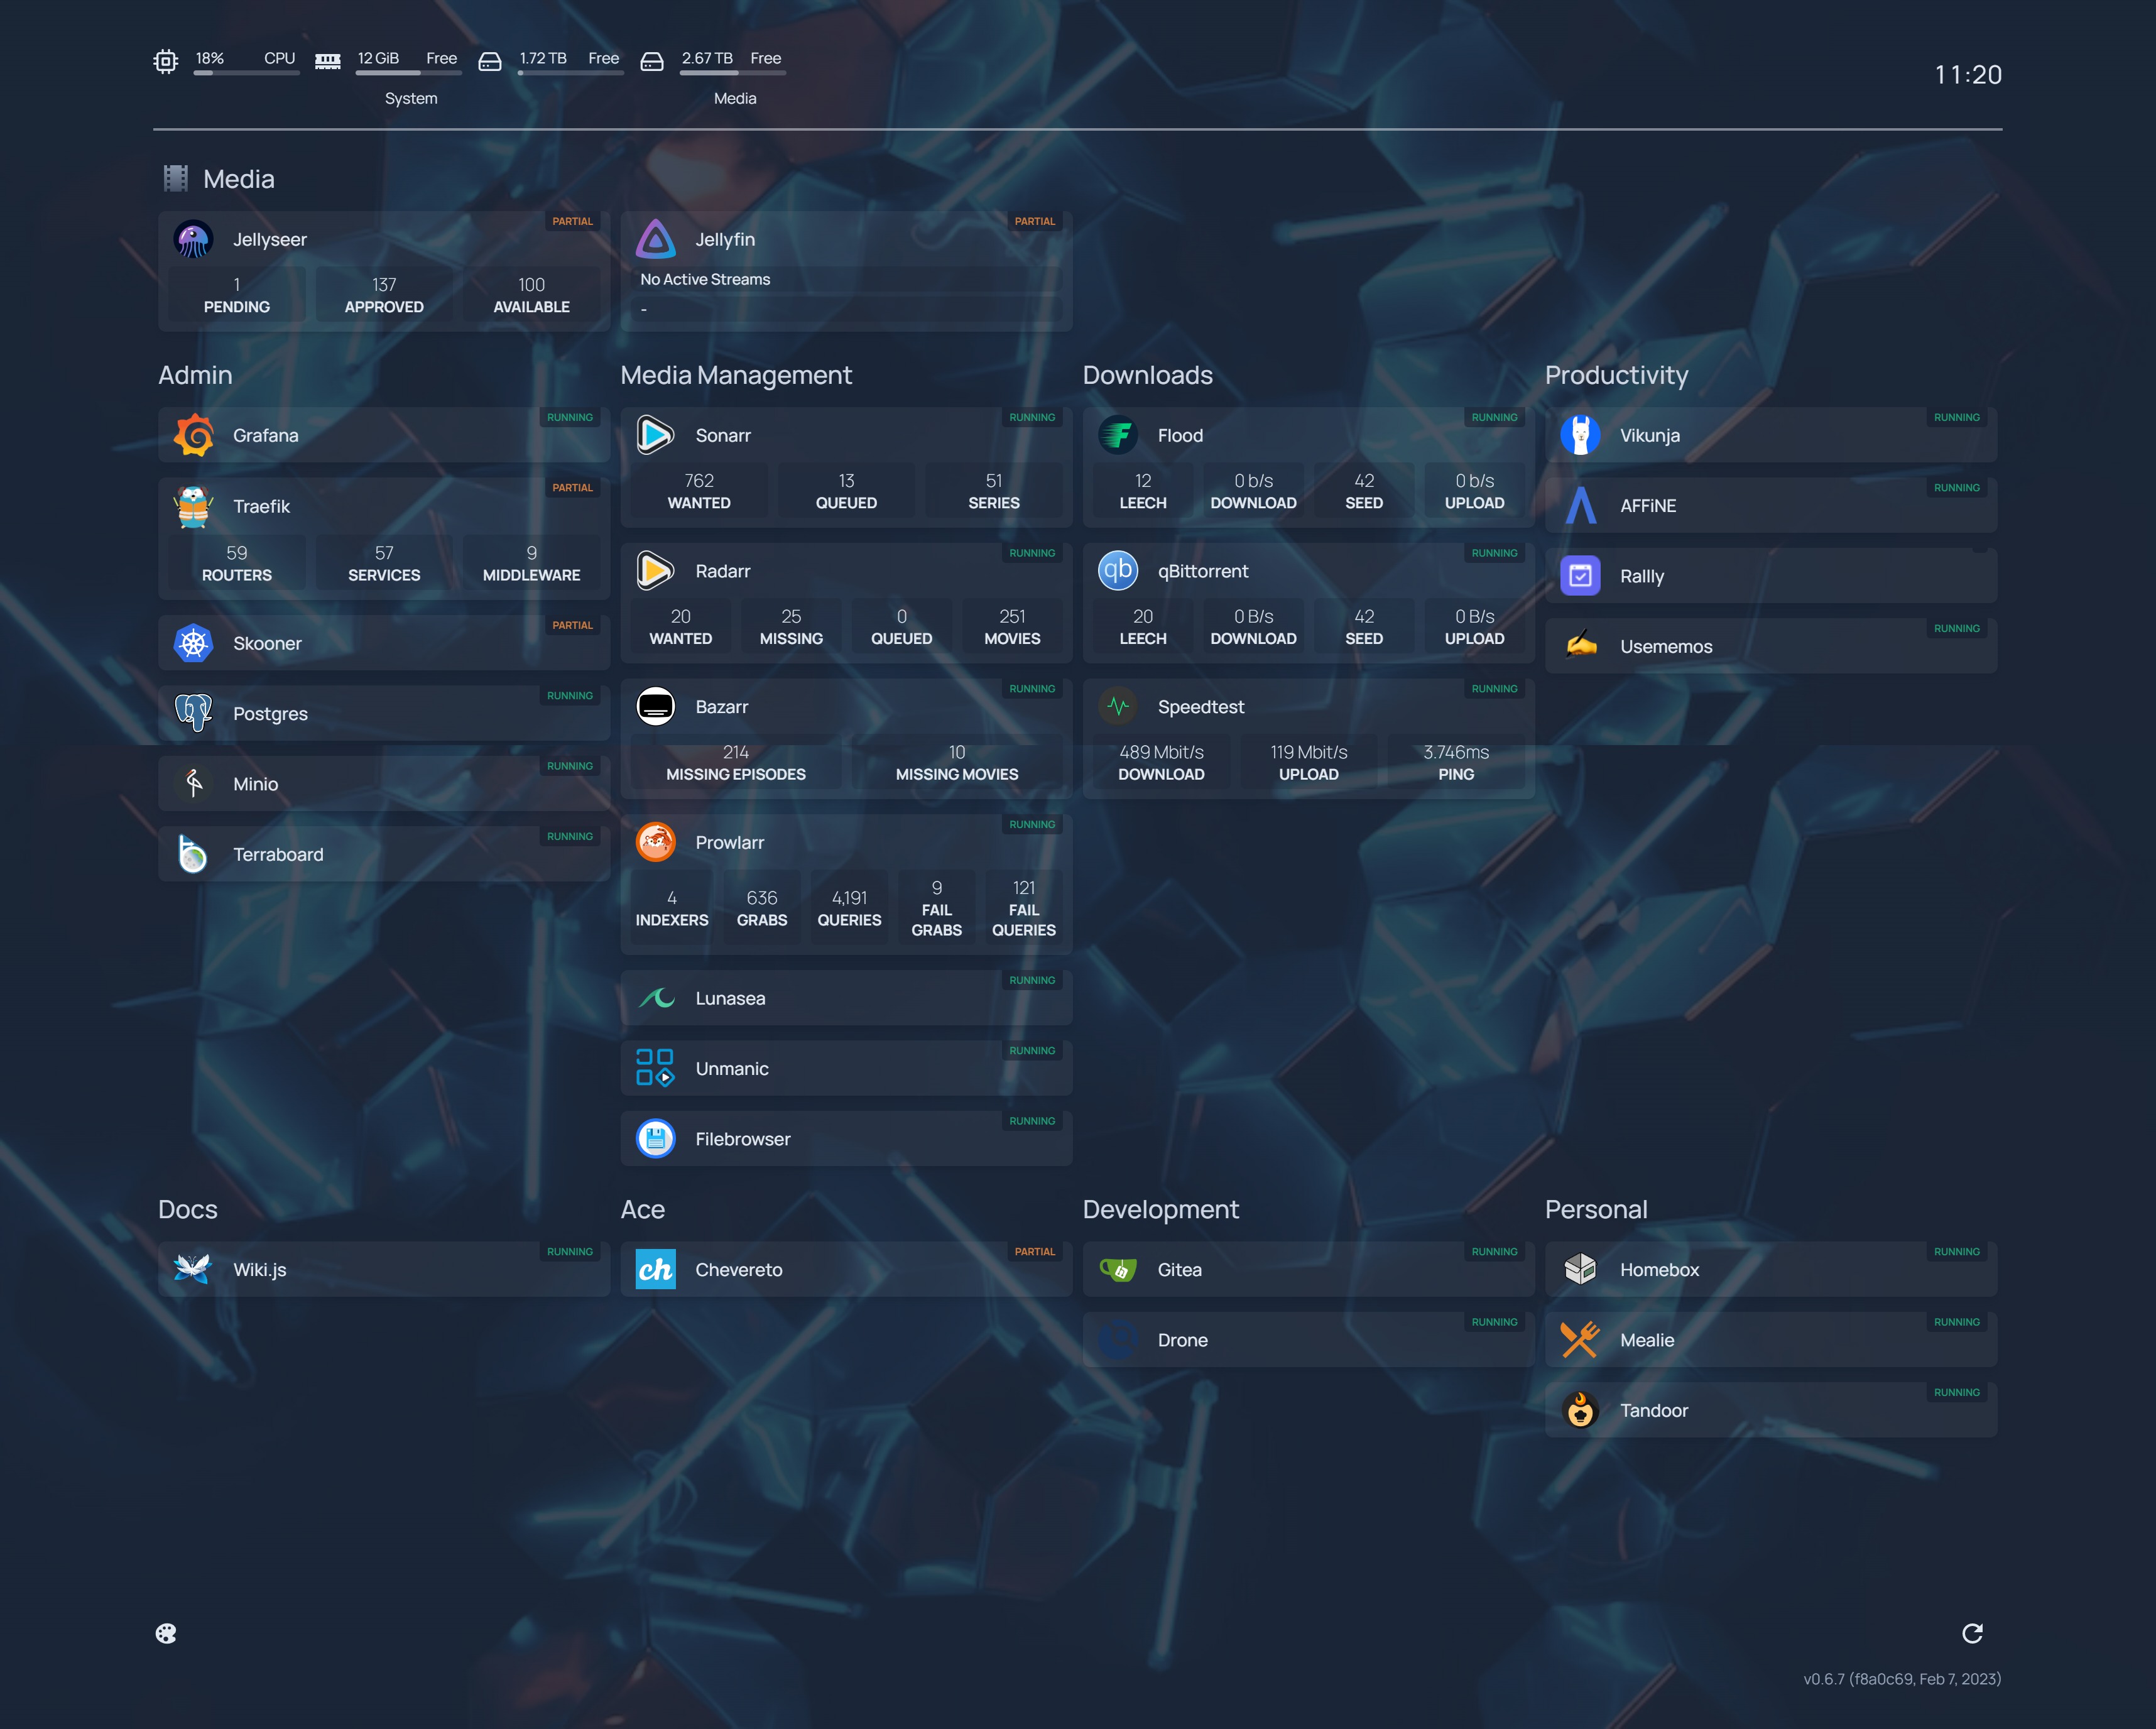 18% CPU 12 GiB Free 1.72 TB Free 2.67 TB Free
System Media
11:20
Media
Jellyseer PARTIAL
1 137 100
PENDING APPROVED AVAILABLE
Jellyfin PARTIAL
No Active Streams
-
Admin
Grafana RUNNING
Traefik PARTIAL
59 57 9
ROUTERS SERVICES MIDDLEWARE
Skooner PARTIAL
Postgres RUNNING
Minio RUNNING
Terraboard RUNNING
Media Management
Sonarr RUNNING
762 13 51
WANTED QUEUED SERIES
Radarr RUNNING
20 25 0 251
WANTED MISSING QUEUED MOVIES
Bazarr RUNNING
214 10
MISSING EPISODES MISSING MOVIES
Prowlarr RUNNING
4 636 4,191 9 121
INDEXERS GRABS QUERIES FAIL FAIL
GRABS QUERIES
Lunasea RUNNING
Unmanic RUNNING
Filebrowser RUNNING
Downloads
F Flood RUNNING
12 0 b/s 42 0 b/s
LEECH DOWNLOAD SEED UPLOAD
qb qBittorrent RUNNING
20 0 B/s 42 0 B/s
LEECH DOWNLOAD SEED UPLOAD
Speedtest RUNNING
489 Mbit/s 119 Mbit/s 3.746ms
DOWNLOAD UPLOAD PING
Productivity
Vikunja RUNNING
AFFiNE RUNNING
Rallly
Usememos RUNNING
Docs
Wiki.js RUNNING
Ace
ch Chevereto PARTIAL
Development
Gitea RUNNING
Drone RUNNING
Personal
Homebox RUNNING
Mealie RUNNING
Tandoor RUNNING
v0.6.7 (f8a0c69, Feb 7, 2023)